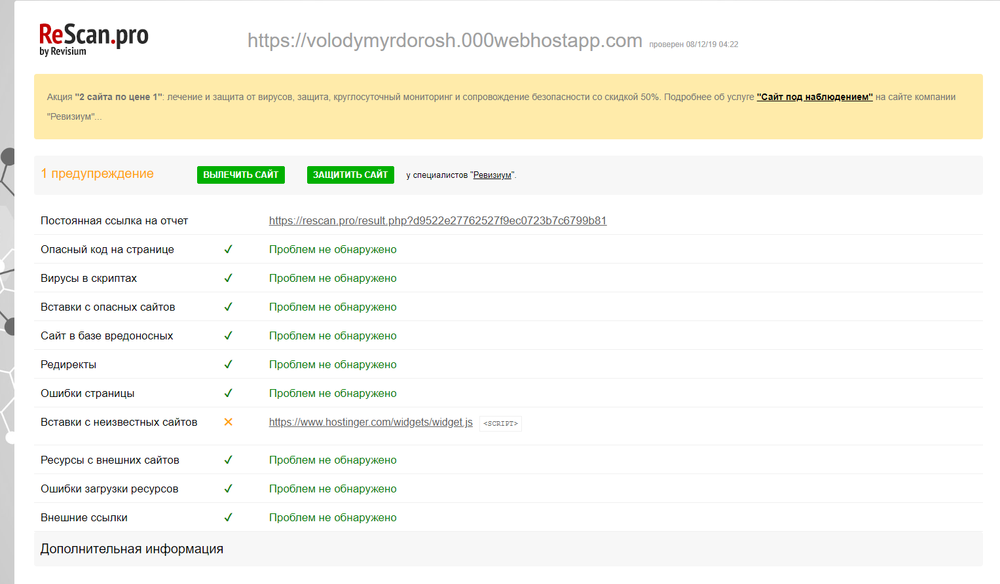 ReScan.pro
by Revisium
https://volodymyrdorosh.000webhostapp.com проверен 08/12/19 04:22
Акция "2 сайта по цене 1": лечение и защита от вирусов, защита, круглосуточный мониторинг и сопровождение безопасности со скидкой 50%. Подробнее об услуге "Сайт под наблюдением" на сайте компании
"Ревизиум"...
1 предупреждение ВЫЛЕЧИТЬ САЙТ ЗАЩИТИТЬ САЙТ у специалистов "Ревизиум".
Постоянная ссылка на отчет https://rescan.pro/result.php?d9522e27762527f9ec0723b7c6799b81
Опасный код на странице ✓ Проблем не обнаружено
Вирусы в скриптах ✓ Проблем не обнаружено
Вставки с опасных сайтов ✓ Проблем не обнаружено
Сайт в базе вредоносных ✓ Проблем не обнаружено
Редиректы ✓ Проблем не обнаружено
Ошибки страницы ✓ Проблем не обнаружено
Вставки с неизвестных сайтов ✕ https://www.hostinger.com/widgets/widget.js <SCRIPT>
Ресурсы с внешних сайтов ✓ Проблем не обнаружено
Ошибки загрузки ресурсов ✓ Проблем не обнаружено
Внешние ссылки ✓ Проблем не обнаружено
Дополнительная информация